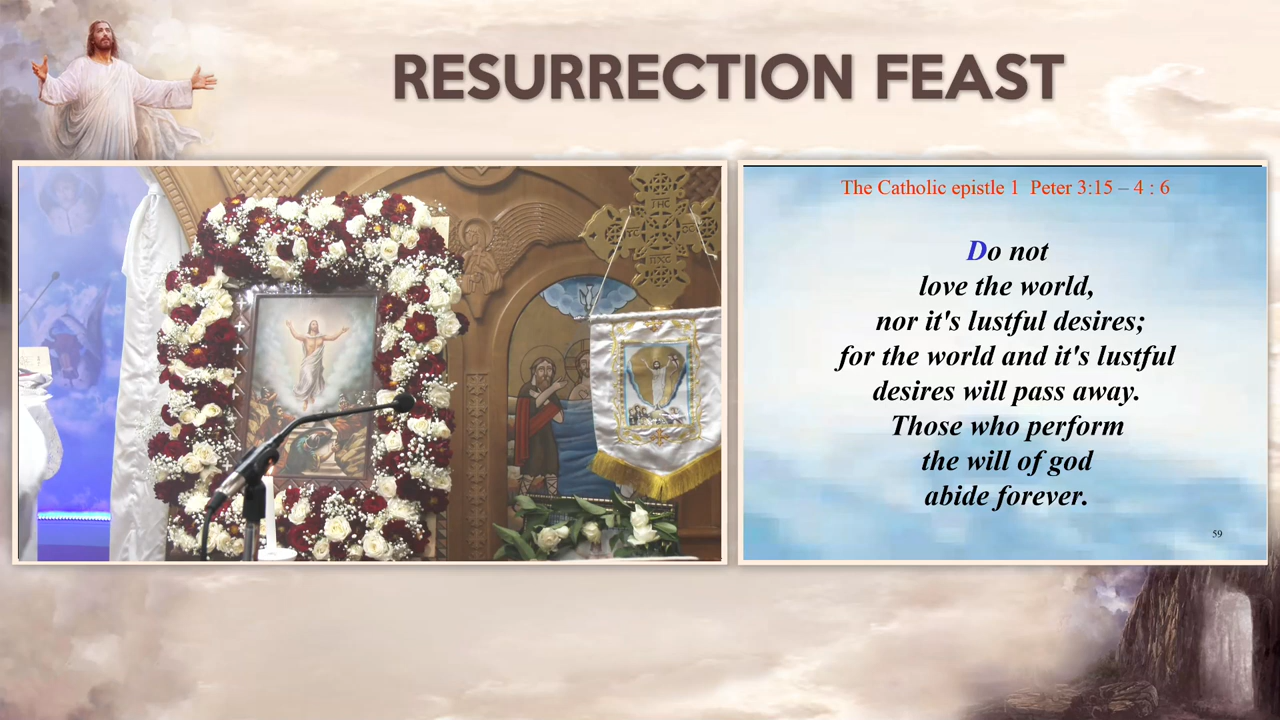 RESURRECTION FEAST
The Catholic epistle 1 Peter 3:15 – 4 : 6
Do not
love the world,
nor it's lustful desires;
for the world and it's lustful
desires will pass away.
Those who perform
the will of god
abide forever.
59